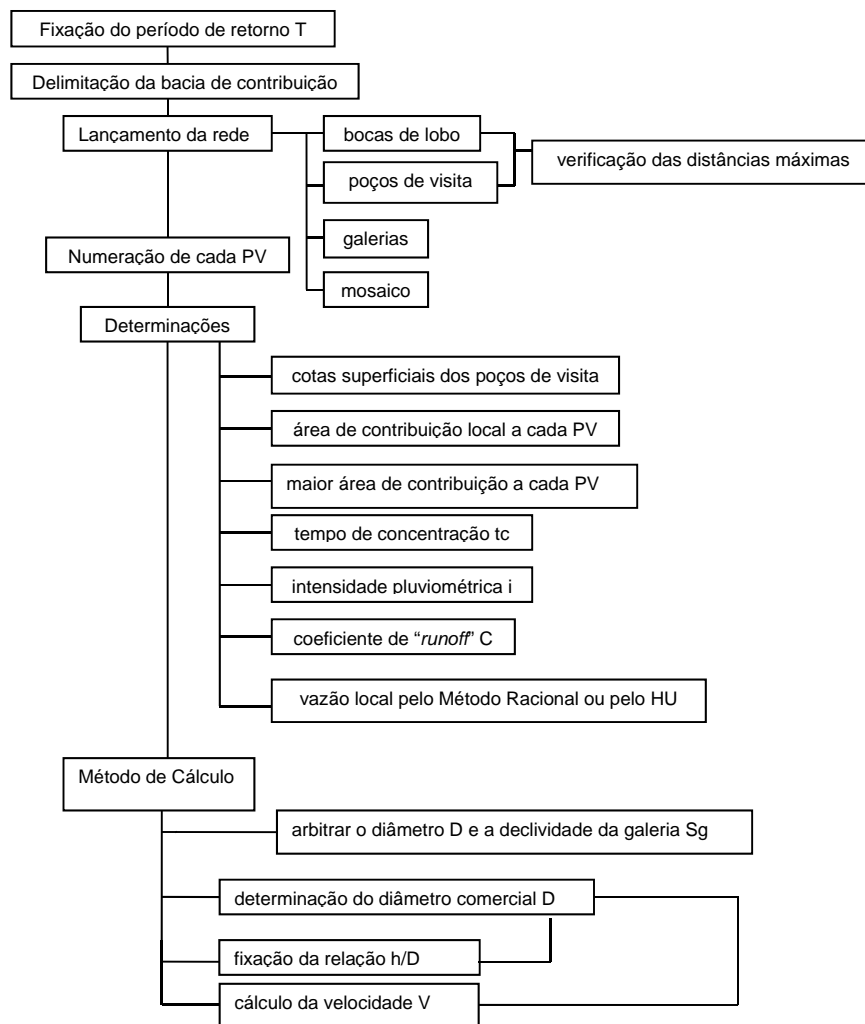 Fixação do período de retorno T
Delimitação da bacia de contribuição
Lançamento da rede
bocas de lobo
verificação das distâncias máximas
poços de visita
galerias
Numeração de cada PV
mosaico
Determinações
cotas superficiais dos poços de visita
área de contribuição local a cada PV
maior área de contribuição a cada PV
tempo de concentração tc
intensidade pluviométrica i
coeficiente de “runoff” C
vazão local pelo Método Racional ou pelo HU
Método de Cálculo
arbitrar o diâmetro D e a declividade da galeria Sg
determinação do diâmetro comercial D
fixação da relação h/D
cálculo da velocidade V